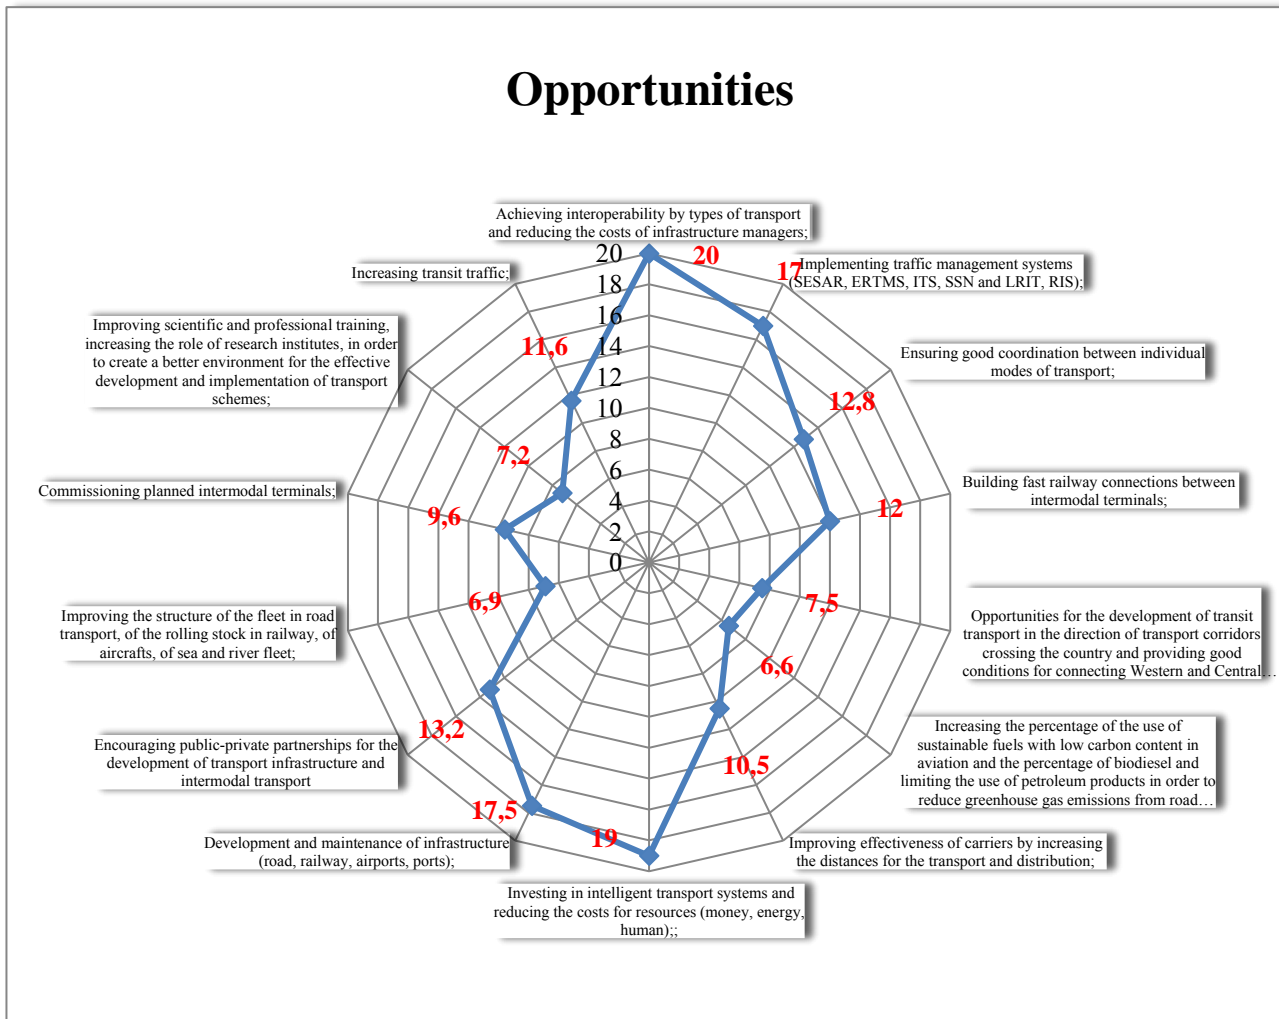 Opportunities
Achieving interoperability by types of transport
and reducing the costs of infrastructure managers;
20
18
16
14
12
10
8
6
4
2
0
20
17
Implementing traffic management systems
(SESAR, ERTMS, ITS, SSN and LRIT, RIS);
12,8
Ensuring good coordination between individual
modes of transport;
12
Building fast railway connections between
intermodal terminals;
7,5
Opportunities for the development of transit
transport in the direction of transport corridors
crossing the country and providing good
conditions for connecting Western and Central…
6,6
Increasing the percentage of the use of
sustainable fuels with low carbon content in
aviation and the percentage of biodiesel and
limiting the use of petroleum products in order to
reduce greenhouse gas emissions from road…
10,5
Improving effectiveness of carriers by increasing
the distances for the transport and distribution;
19
Investing in intelligent transport systems and
reducing the costs for resources (money, energy,
human);;
17,5
Development and maintenance of infrastructure
(road, railway, airports, ports);
13,2
Encouraging public-private partnerships for the
development of transport infrastructure and
intermodal transport
6,9
Improving the structure of the fleet in road
transport, of the rolling stock in railway, of
aircrafts, of sea and river fleet;
9,6
Commissioning planned intermodal terminals;
7,2
Improving scientific and professional training,
increasing the role of research institutes, in order
to create a better environment for the effective
development and implementation of transport
schemes;
11,6
Increasing transit traffic;